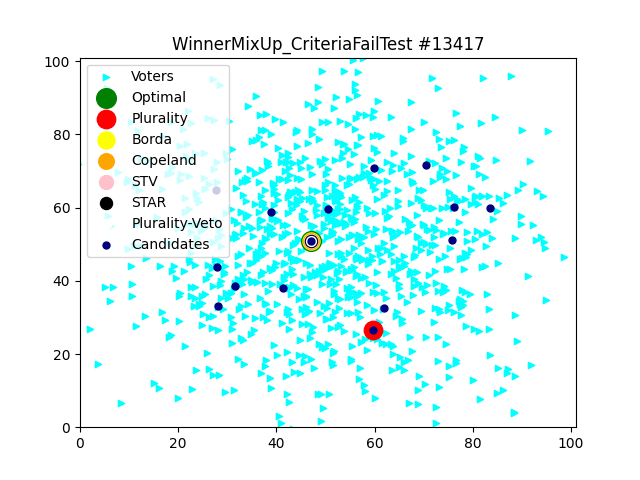 WinnerMixUp_CriteriaFailTest #13417
100
80
60
40
20
0
0
20
40
60
80
100
Voters
Optimal
Plurality
Borda
Copeland
STV
STAR
Plurality-Veto
Candidates